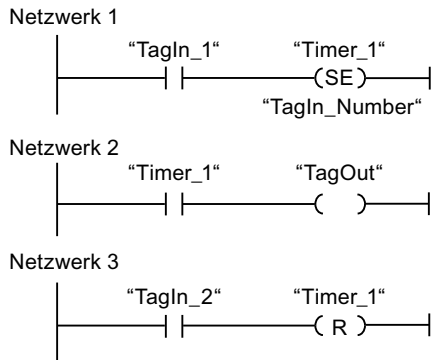 Netzwerk 1
“TagIn_1“ “Timer_1“
SE
“TagIn_Number“
Netzwerk 2
“Timer_1“ “TagOut“
Netzwerk 3
“TagIn_2“ “Timer_1“
R